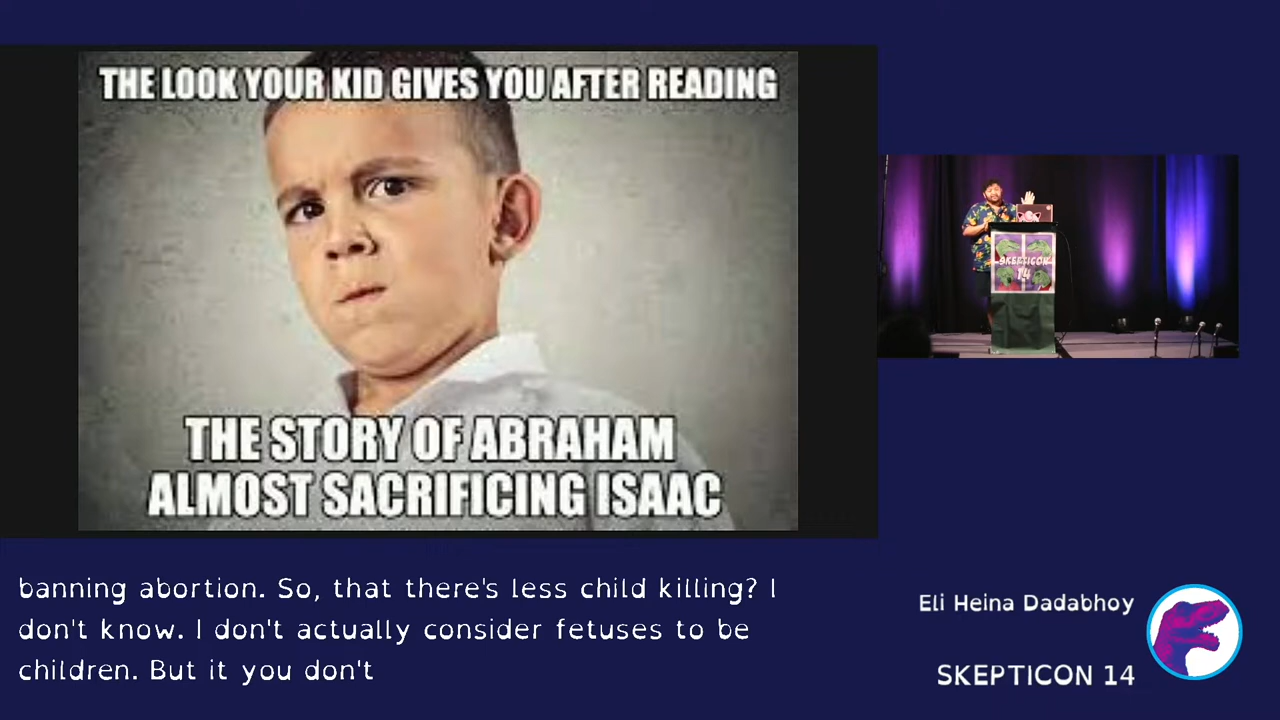 THE LOOK YOUR KID GIVES YOU AFTER READING
THE STORY OF ABRAHAM
ALMOST SACRIFICING ISAAC
SKEPTICON
14
banning abortion. So, that there's less child killing? I
don't know. I don't actually consider fetuses to be
children. But it you don't
Eli Heina Dadabhoy
SKEPTICON 14